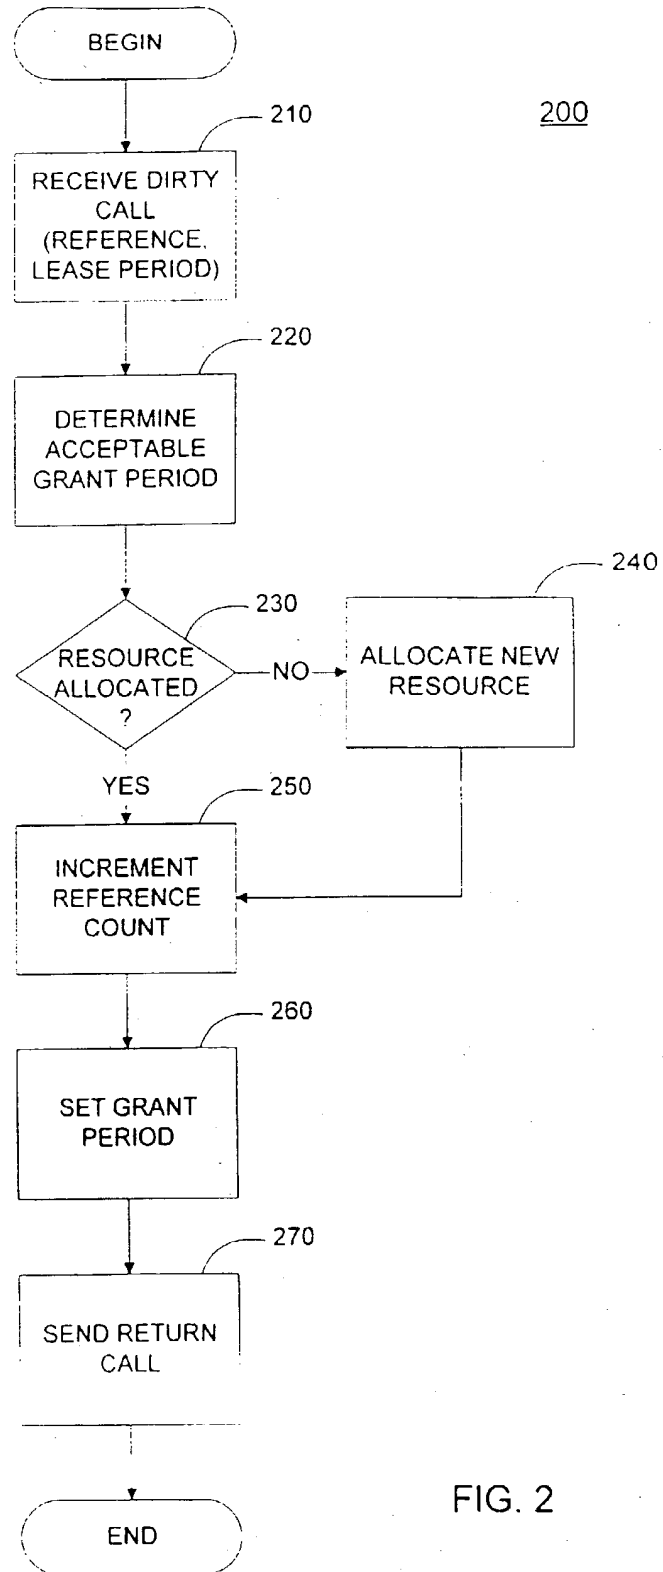 BEGIN
210
200
RECEIVE DIRTY
CALL
(REFERENCE,
LEASE PERIOD)
220
DETERMINE
ACCEPTABLE
GRANT PERIOD
230
RESOURCE
ALLOCATED
?
NO
240
ALLOCATE NEW
RESOURCE
YES
250
INCREMENT
REFERENCE
COUNT
260
SET GRANT
PERIOD
270
SEND RETURN
CALL
END
FIG. 2